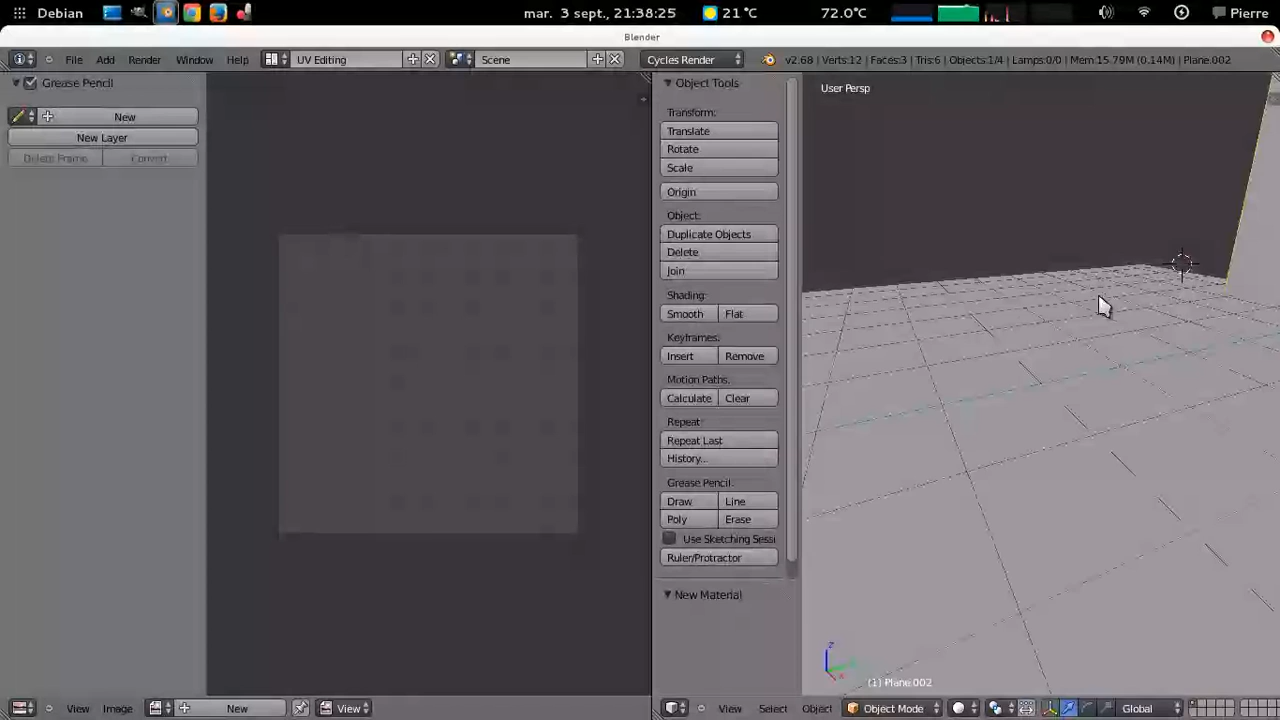 Debian mar. 3 sept., 21:38:25 21 °C 72.0°C Pierre
Blender
File Add Render Window Help UV Editing Scene Cycles Render v2.68 | Verts:12 | Faces:3 | Tris:6 | Objects:1/4 | Lamps:0/0 | Mem:15.79M (0.14M) | Plane.002
Grease Pencil
New
New Layer
Delete Frame Convert
Object Tools
Transform:
Translate
Rotate
Scale
Origin
Object:
Duplicate Objects
Delete
Join
Shading:
Smooth Flat
Keyframes:
Insert Remove
Motion Paths:
Calculate Clear
Repeat:
Repeat Last
History...
Grease Pencil:
Draw Line
Poly Erase
Use Sketching Sessi
Ruler/Protractor
New Material
User Persp
z
(1) Plane.002
View Image New View
View Select Object Object Mode Global